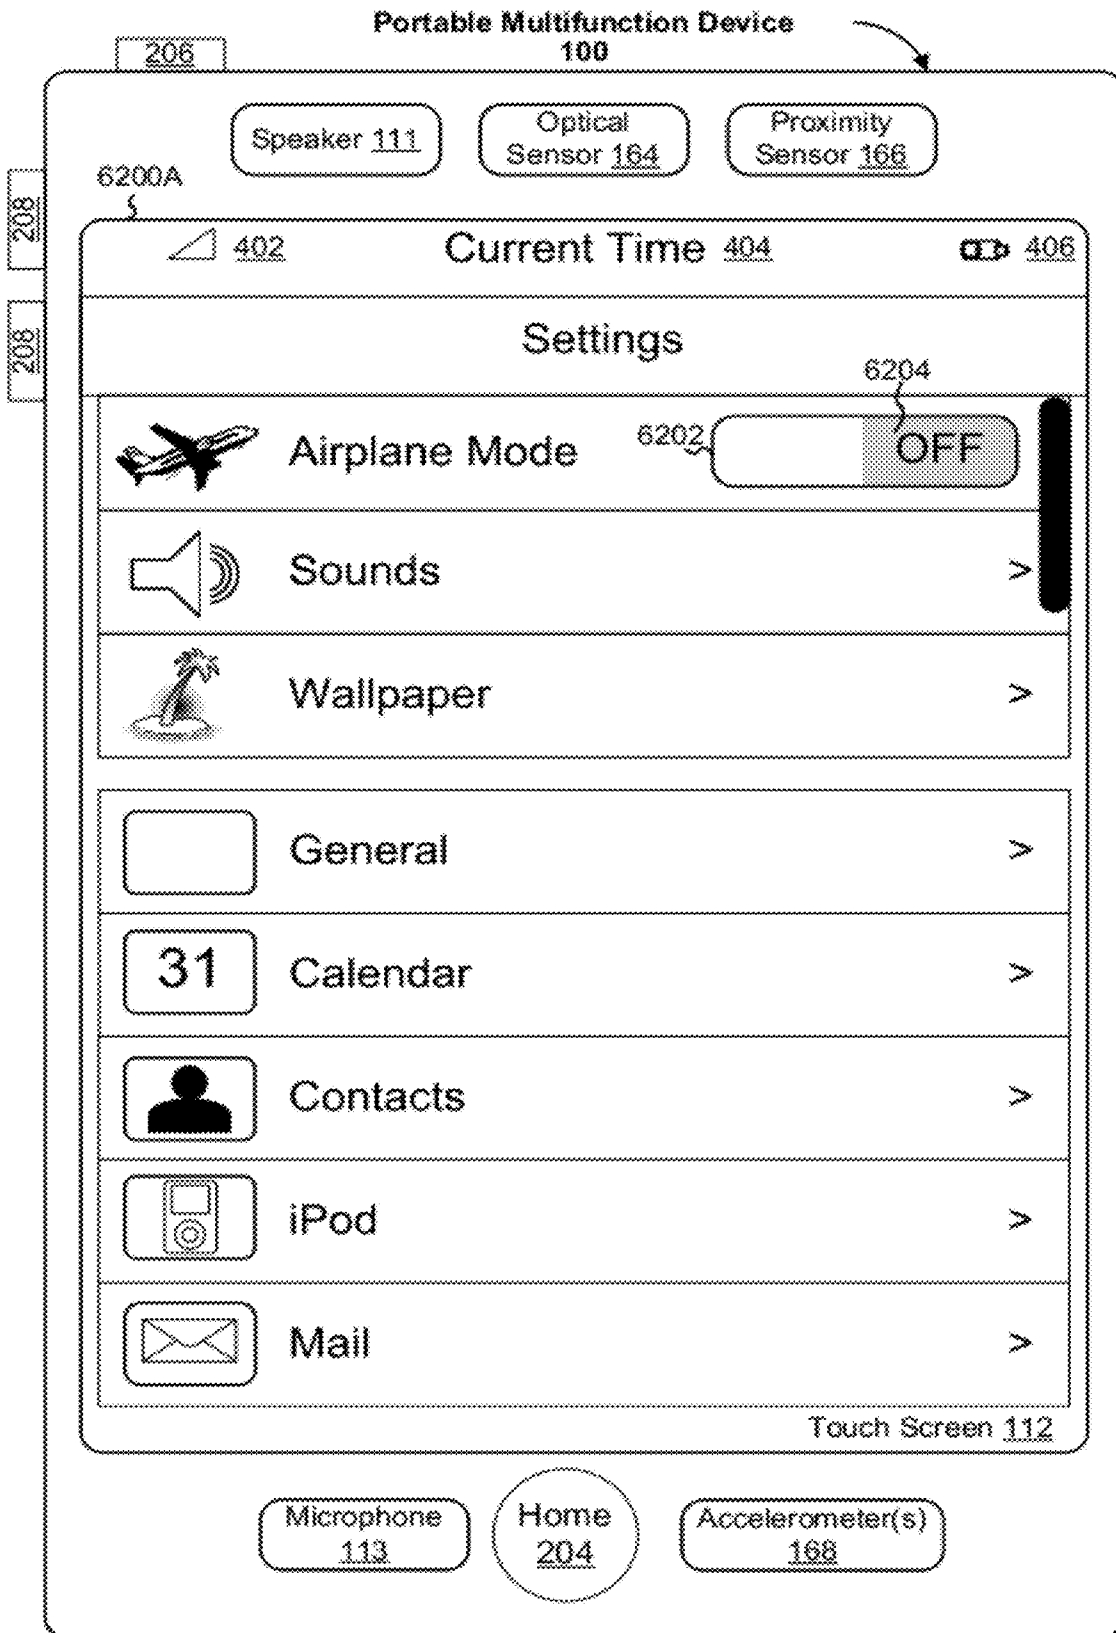 Portable Multifunction Device
100
206
Speaker 111
Optical
Sensor 164
Proximity
Sensor 166
6200A
208
208
402
Current Time 404
406
Settings
6204
Airplane Mode
6202
OFF
Sounds
>
Wallpaper
>
General
>
31
Calendar
>
Contacts
>
iPod
>
Mail
>
Touch Screen 112
Microphone
113
Home
204
Accelerometer(s)
168